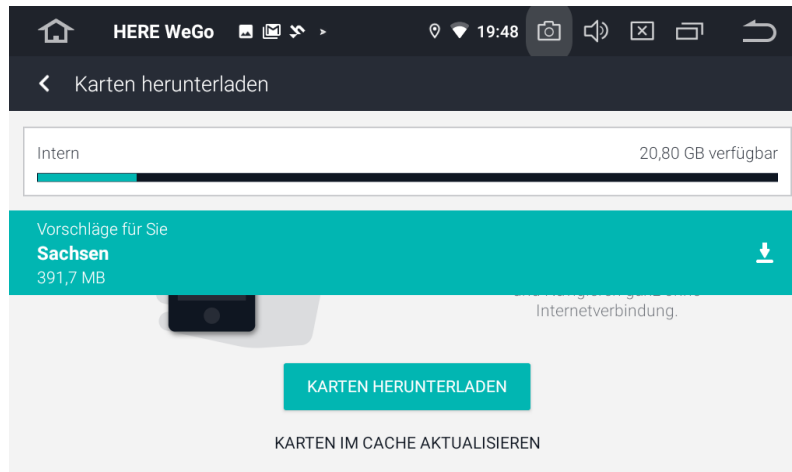 HERE WeGo
19:48
Karten herunterladen
Intern
20,80 GB verfügbar
Vorschläge für Sie
Sachsen
391,7 MB
Internetverbindung.
KARTEN HERUNTERLADEN
KARTEN IM CACHE AKTUALISIEREN